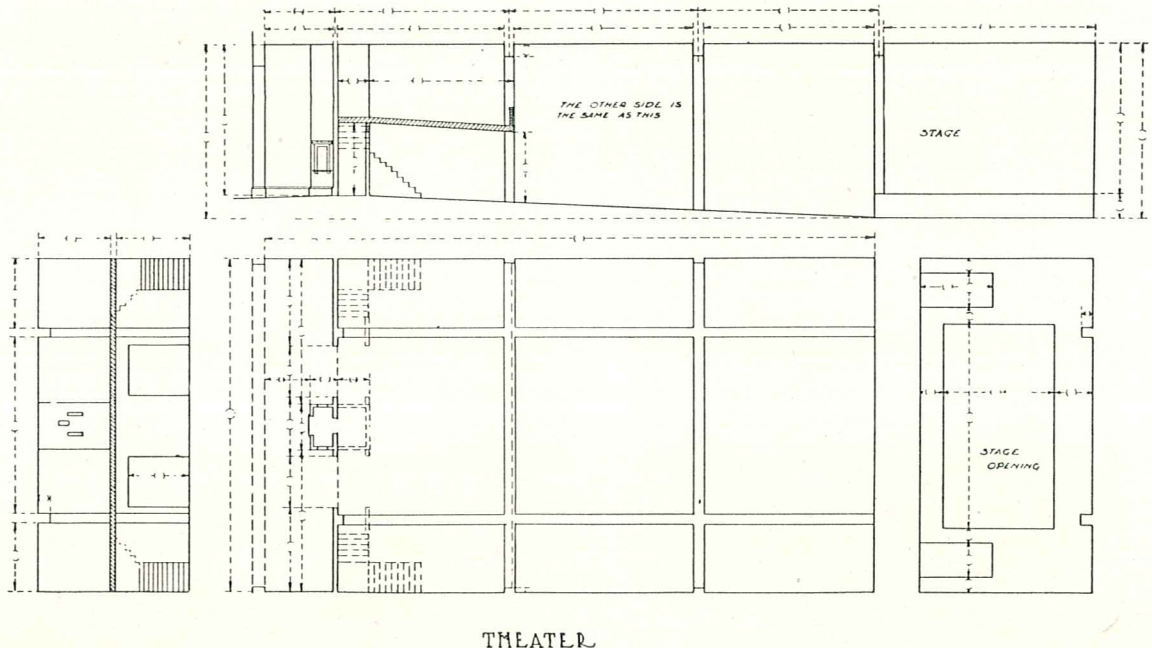 THE OTHER SIDE IS
THE SAME AS THIS
STAGE
STAGE
OPENING
THEATER